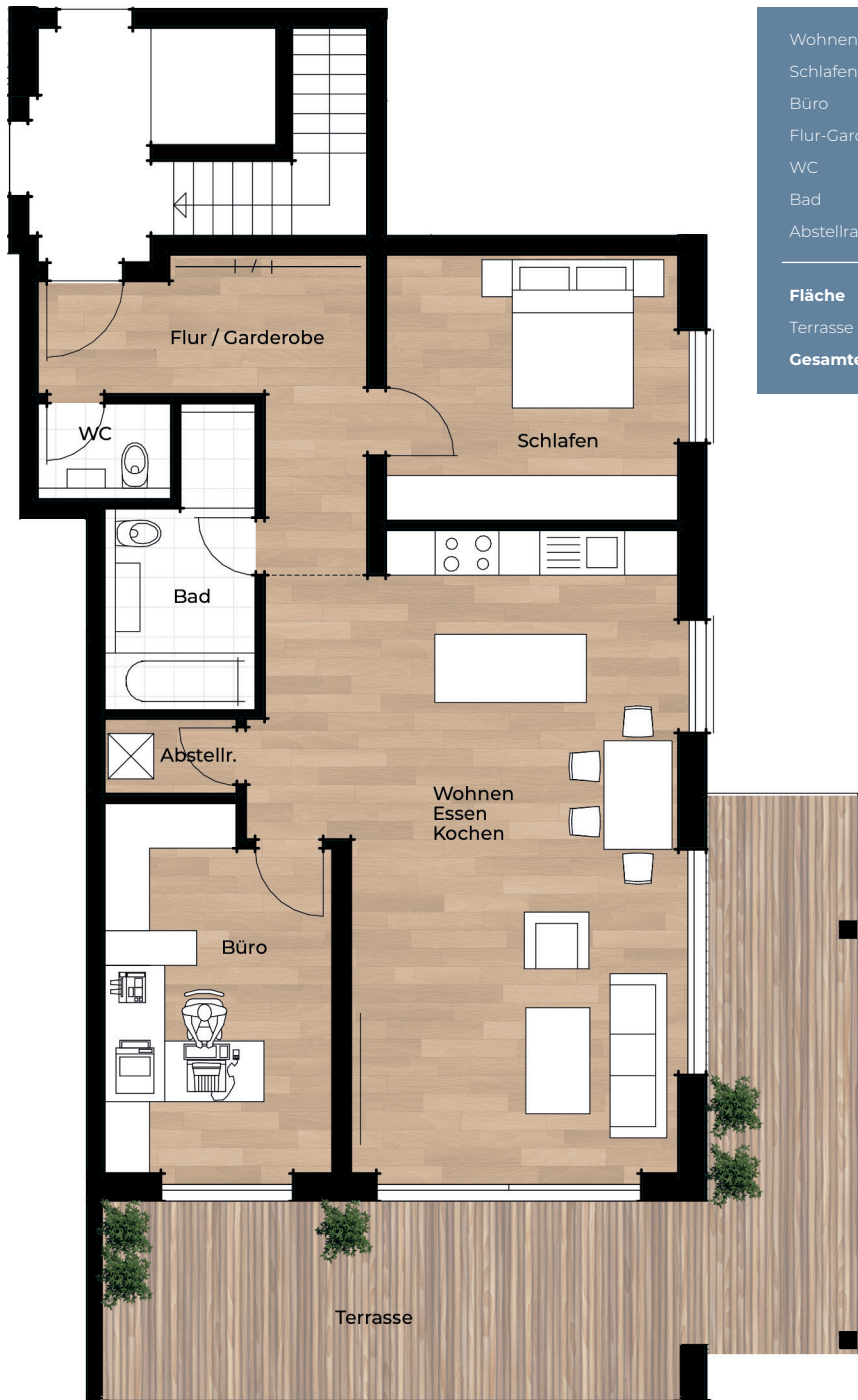 Wohnen
Schlafen
Büro
Flur-Gard
WC
Bad
Abstellra
Fläche
Terrasse
Gesamte
Flur / Garderobe
WC
Schlafen
Bad
Abstellr.
Wohnen
Essen
Kochen
Büro
Terrasse